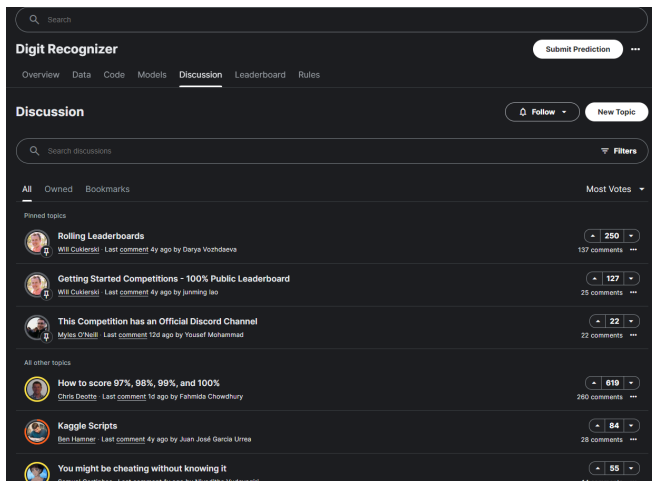 Search
Digit Recognizer
Submit Prediction
Overview Data Code Models Discussion Leaderboard Rules
Discussion
Follow
New Topic
Search discussions
Filters
All Owned Bookmarks
Most Votes
Pinned topics
Rolling Leaderboards
250
Will Cukierski · Last comment 4y ago by Darya Vozhdaeva
137 comments
Getting Started Competitions - 100% Public Leaderboard
127
Will Cukierski · Last comment 4y ago by junming lao
25 comments
This Competition has an Official Discord Channel
22
Myles O'Neill · Last comment 12d ago by Yousef Mohammad
22 comments
All other topics
How to score 97%, 98%, 99%, and 100%
619
Chris Deotte · Last comment 1d ago by Fahmida Chowdhury
260 comments
Kaggle Scripts
84
Ben Hamner · Last comment 4y ago by Juan José García Urrea
28 comments
You might be cheating without knowing it
55